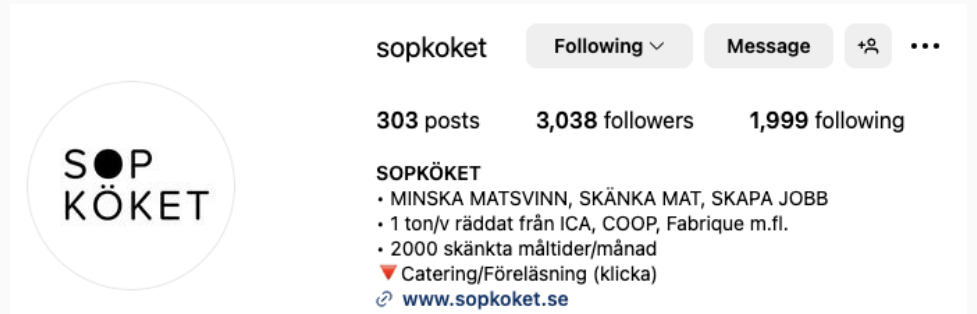 sopkoket Following Message
303 posts 3,038 followers 1,999 following
SOP
KÖKET
SOPKÖKET
• MINSKA MATSVINN, SKÄNKA MAT, SKAPA JOBB
• 1 ton/v räddat från ICA, COOP, Fabrique m.fl.
• 2000 skänkta måltider/månad
🔻Catering/Föreläsning (klicka)
www.sopkoket.se